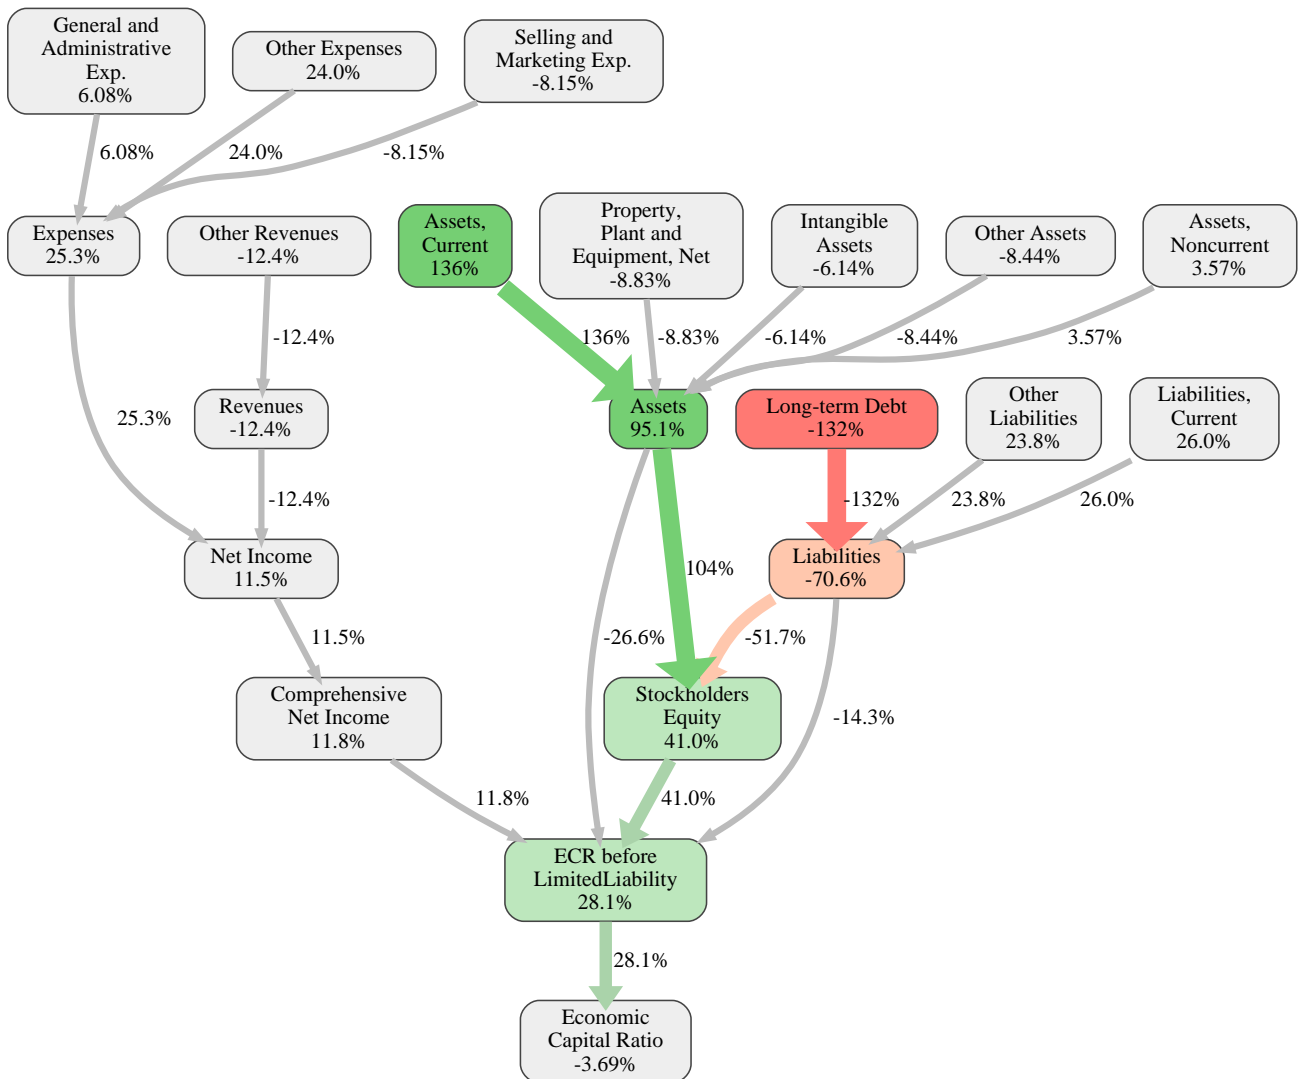 General and
Administrative
Exp.
6.08%
Other Expenses
24.0%
Selling and
Marketing Exp.
-8.15%
6.08%
24.0%
-8.15%
Expenses
25.3%
Other Revenues
-12.4%
Assets,
Current
136%
Property,
Plant and
Equipment, Net
-8.83%
Intangible
Assets
-6.14%
Other Assets
-8.44%
Assets,
Noncurrent
3.57%
-12.4%
136%
-8.83%
-6.14%
-8.44%
3.57%
25.3%
Revenues
-12.4%
Assets
95.1%
Long-term Debt
-132%
Other
Liabilities
23.8%
Liabilities,
Current
26.0%
-12.4%
-132%
23.8%
26.0%
Net Income
11.5%
104%
Liabilities
-70.6%
11.5%
-26.6%
-51.7%
Comprehensive
Net Income
11.8%
Stockholders
Equity
41.0%
-14.3%
11.8%
41.0%
ECR before
LimitedLiability
28.1%
28.1%
Economic
Capital Ratio
-3.69%